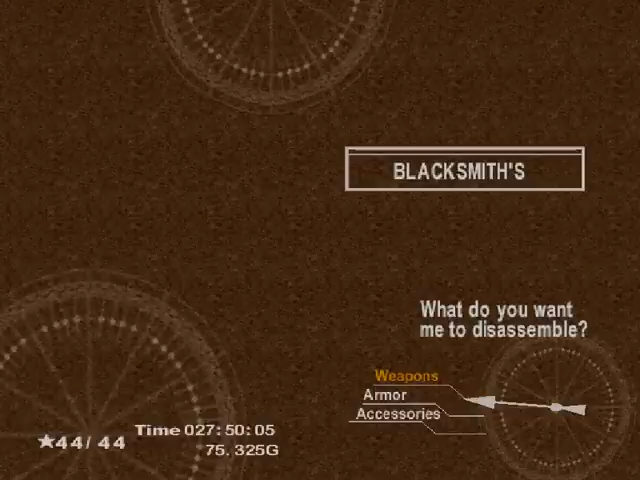 BLACKSMITH'S
What do you want
me to disassemble?
Weapons
Armor
Accessories
Time 027:50:05
★44/ 44
75.325G